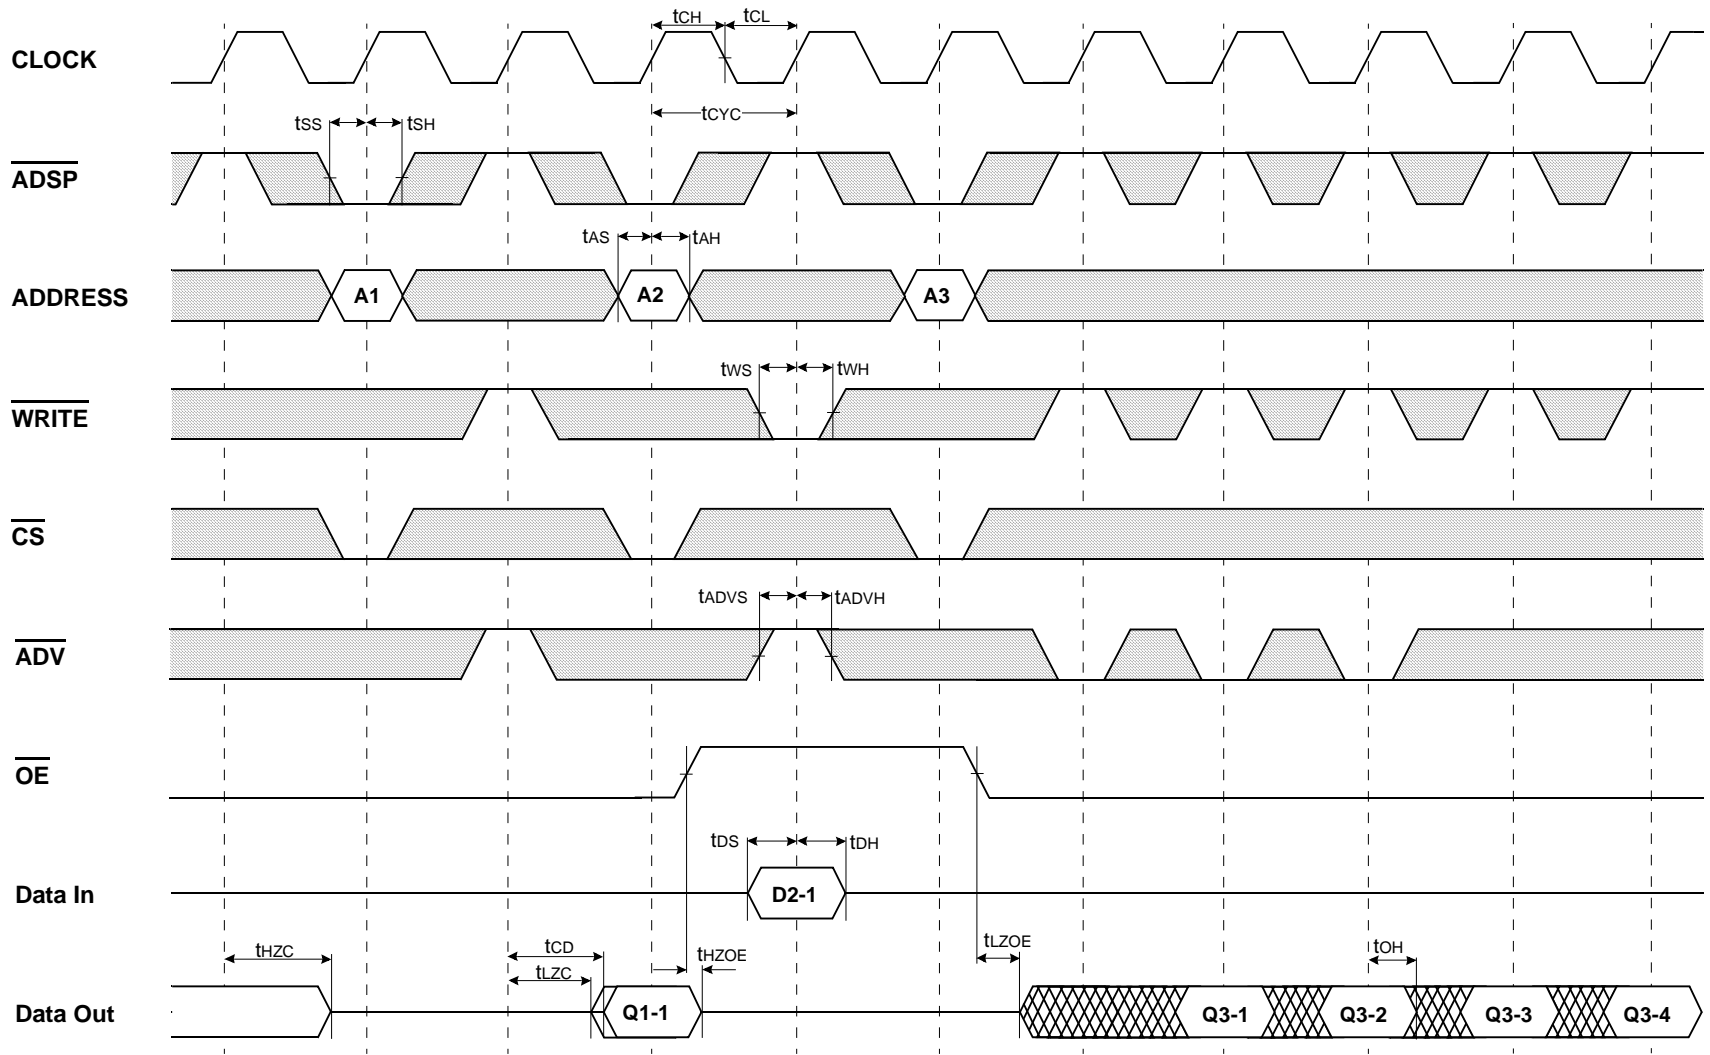 tCH tCL
CLOCK
tCYC
tSS tSH
ADSP
tAS tAH
ADDRESS A1 A2 A3
tWS tWH
WRITE
CS
tADVS tADVH
ADV
OE
tDS tDH
Data In D2-1
tHZC tCD tHZOE tLZOE tOH
tLZC
Data Out Q1-1 Q3-1 Q3-2 Q3-3 Q3-4